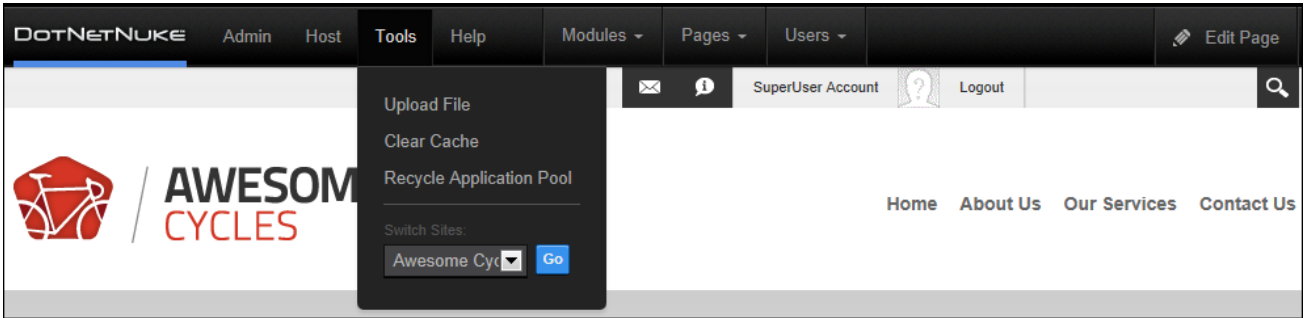 DotNetNuke Admin Host Tools Help Modules Pages Users Edit Page
SuperUser Account Logout
Upload File
Clear Cache
Recycle Application Pool
Switch Sites:
Awesome Cyc Go
AWESOM
CYCLES
Home About Us Our Services Contact Us